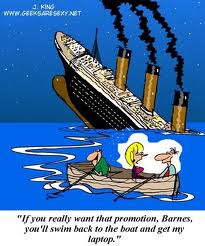 J. KING
WWW.GEEKSARESEXY.NET
"If you really want that promotion, Barnes,
you'll swim back to the boat and get my
laptop."